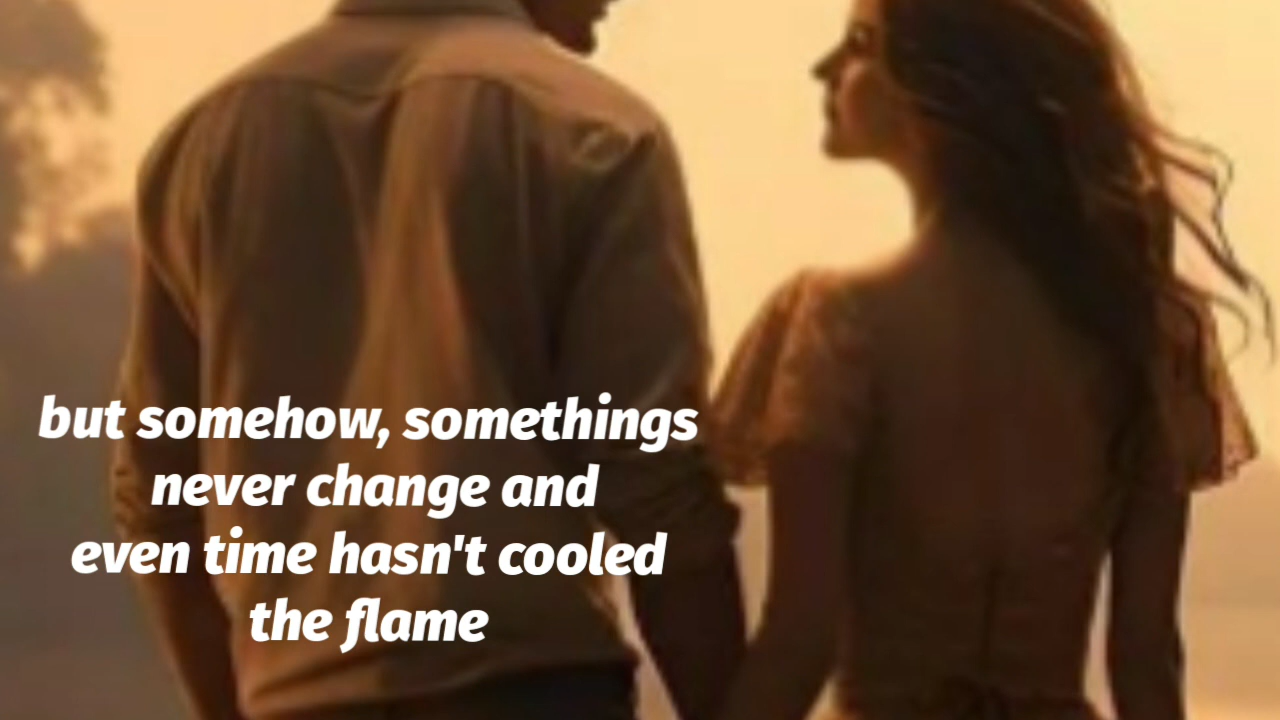 but somehow, somethings
never change and
even time hasn't cooled
the flame